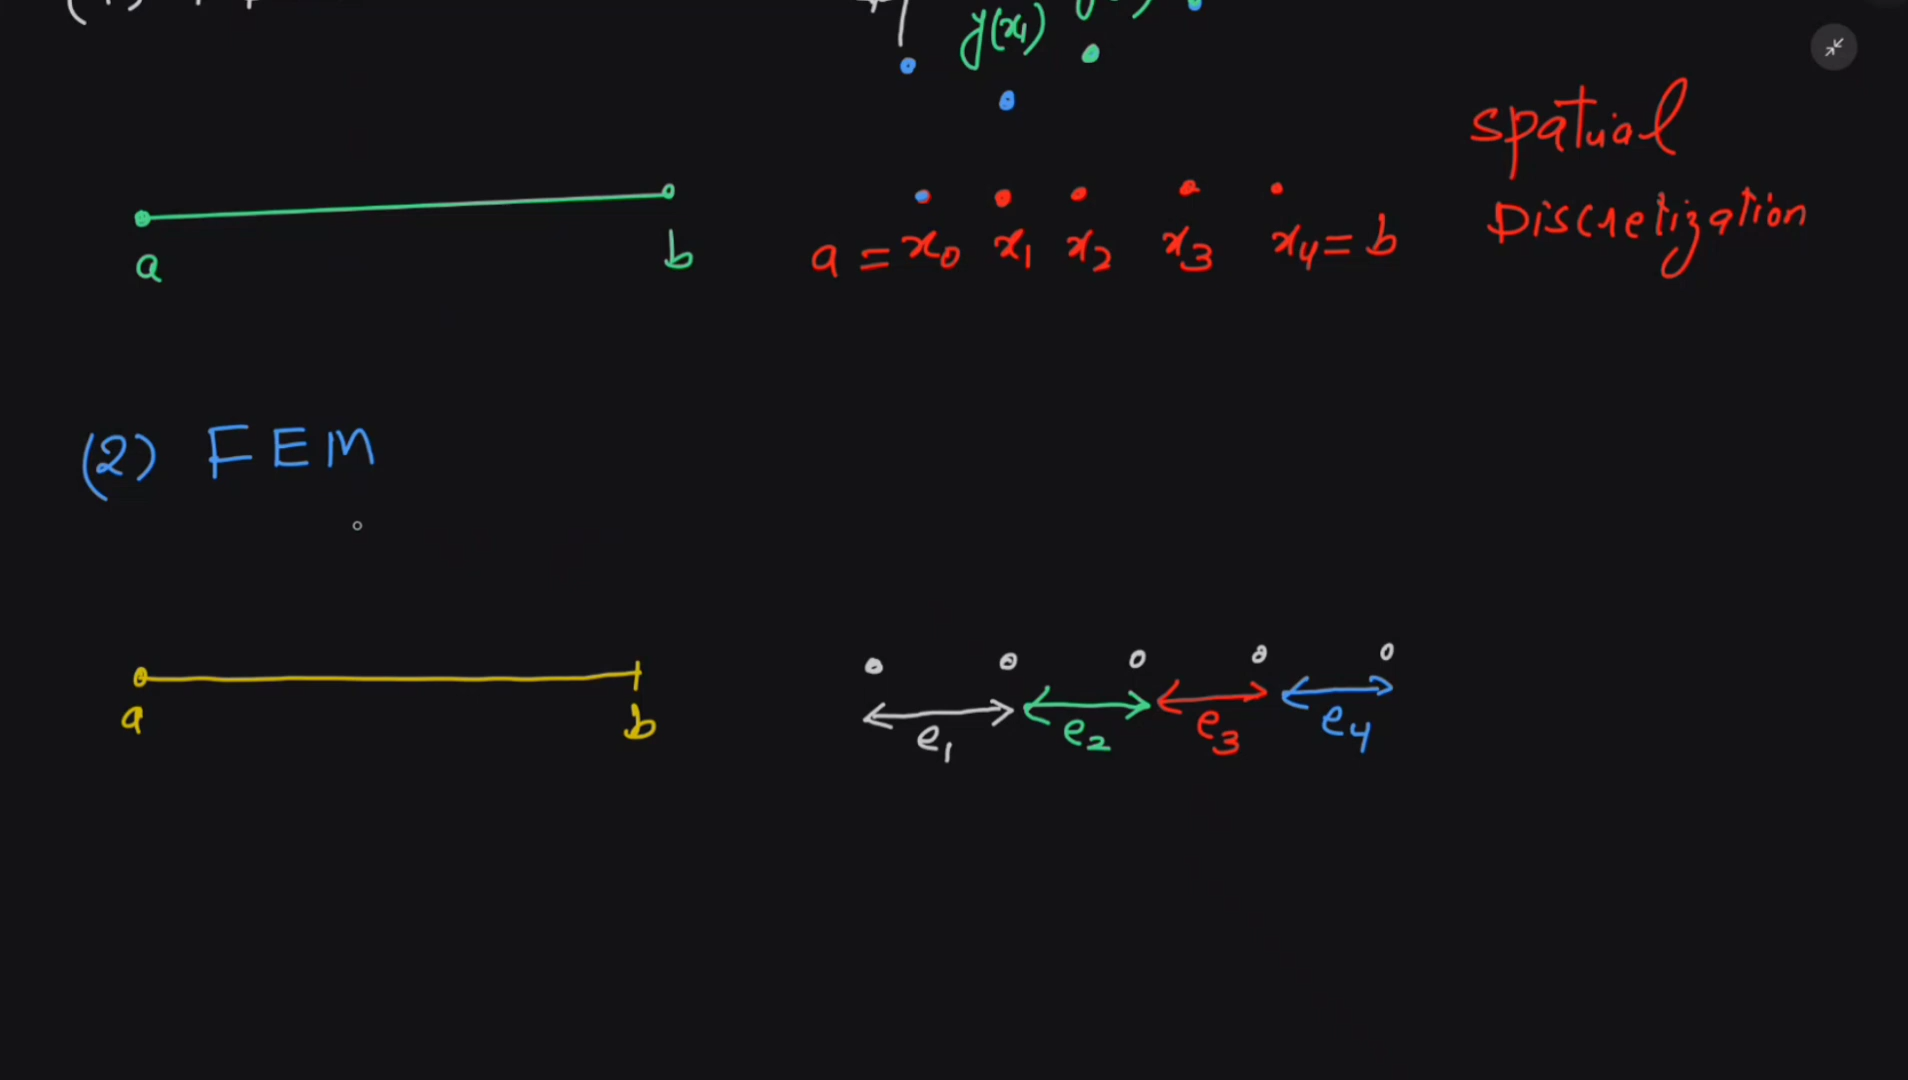 y(x₁)
spatial
Discretization
a
b
a = x₀ x₁ x₂ x₃ x₄ = b
(2) FEM
a
b
e₁ e₂ e₃ e₄